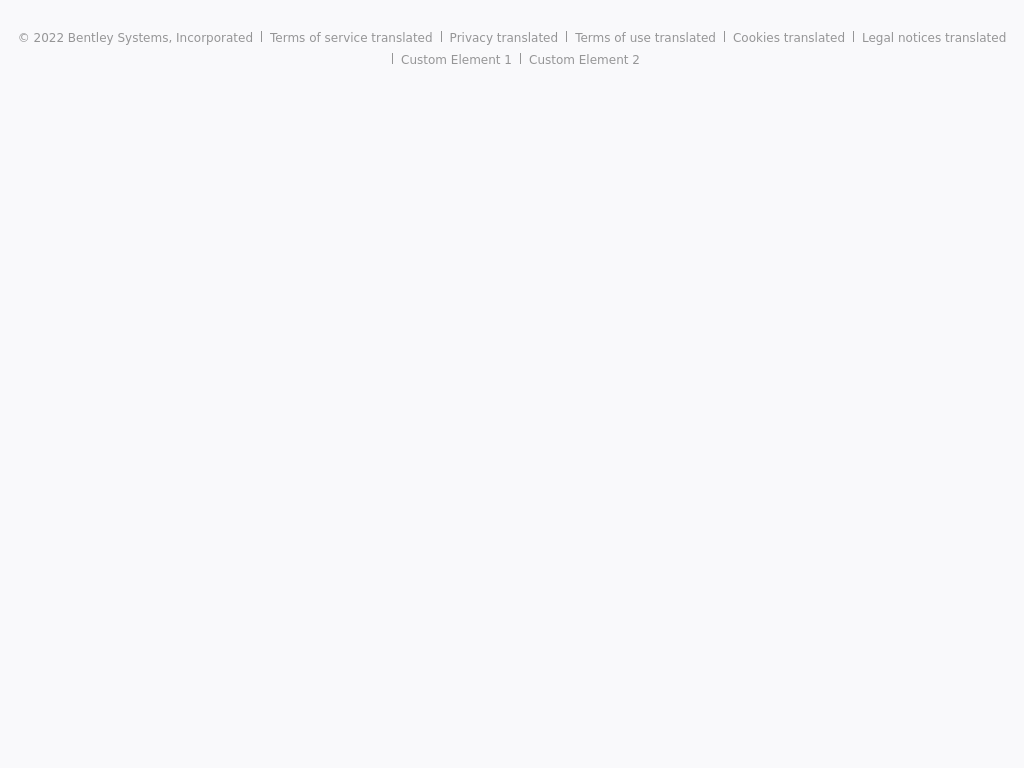 © 2022 Bentley Systems, Incorporated | Terms of service translated | Privacy translated | Terms of use translated | Cookies translated | Legal notices translated
| Custom Element 1 | Custom Element 2